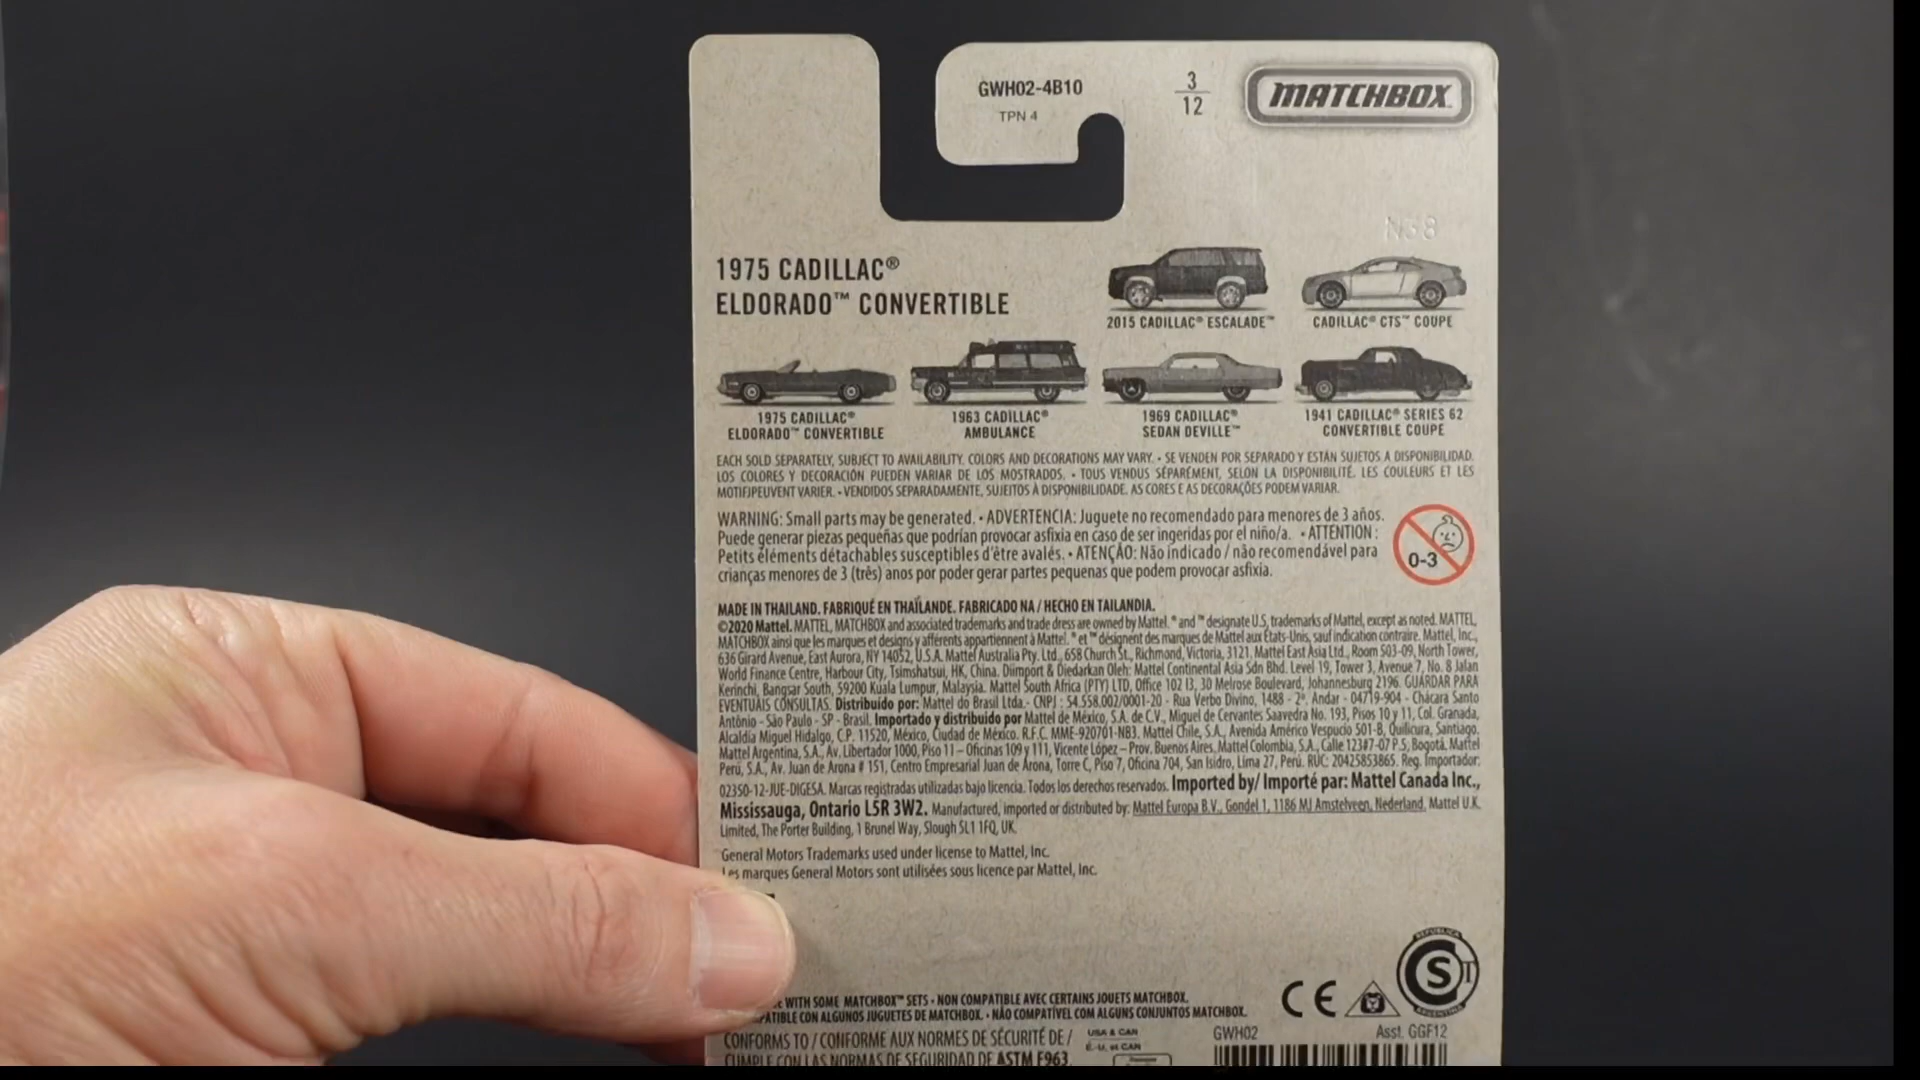 GWH02-4B10
TPN 4
3
12
MATCHBOX
N38
1975 CADILLAC®
ELDORADO™ CONVERTIBLE
2015 CADILLAC® ESCALADE™
CADILLAC® CTS™ COUPE
1975 CADILLAC®
ELDORADO™ CONVERTIBLE
1963 CADILLAC®
AMBULANCE
1969 CADILLAC®
SEDAN DEVILLE™
1941 CADILLAC® SERIES 62
CONVERTIBLE COUPE
EACH SOLD SEPARATELY, SUBJECT TO AVAILABILITY. COLORS AND DECORATIONS MAY VARY. • SE VENDEN POR SEPARADO Y ESTÁN SUJETOS A DISPONIBILIDAD.
LOS COLORES Y DECORACIÓN PUEDEN VARIAR DE LOS MOSTRADOS. • TOUS VENDUS SÉPARÉMENT, SELON LA DISPONIBILITÉ. LES COULEURS ET LES
MOTIFJPEUVENT VARIER. • VENDIDOS SEPARADAMENTE, SUJEITOS À DISPONIBILIDADE. AS CORES E AS DECORAÇÕES PODEM VARIAR.
WARNING: Small parts may be generated. • ADVERTENCIA: Juguete no recomendado para menores de 3 años.
Puede generar piezas pequeñas que podrían provocar asfixia en caso de ser ingeridas por el niño/a. • ATTENTION :
Petits éléments détachables susceptibles d'être avalés. • ATENÇÃO: Não indicado / não recomendável para
crianças menores de 3 (três) anos por poder gerar partes pequenas que podem provocar asfixia.
0-3
MADE IN THAILAND. FABRIQUÉ EN THAÏLANDE. FABRICADO NA / HECHO EN TAILANDIA.
©2020 Mattel. MATTEL, MATCHBOX and associated trademarks and trade dress are owned by Mattel. ® and ™ designate U.S. trademarks of Mattel, except as noted. MATTEL,
MATCHBOX ainsi que les marques et designs y afférents appartiennent à Mattel. ® et ™ désignent des marques de Mattel aux États-Unis, sauf indication contraire. Mattel, Inc.,
636 Girard Avenue, East Aurora, NY 14052, U.S.A. Mattel Australia Pty. Ltd., 658 Church St., Richmond, Victoria, 3121. Mattel East Asia Ltd., Room 503-09, North Tower,
World Finance Centre, Harbour City, Tsimshatsui, HK, China. Diimport & Diedarkan Oleh: Mattel Continental Asia Sdn Bhd. Level 19, Tower 3, Avenue 7, No. 8 Jalan
Kerinchi, Bangsar South, 59200 Kuala Lumpur, Malaysia. Mattel South Africa (PTY) LTD, Office 102 I3, 30 Melrose Boulevard, Johannesburg 2196. GUARDAR PARA
EVENTUAIS CONSULTAS. Distribuído por: Mattel do Brasil Ltda.- CNPJ : 54.558.002/0001-20 - Rua Verbo Divino, 1488 - 2º. Andar - 04719-904 - Chácara Santo
Antônio - São Paulo - SP - Brasil. Importado y distribuido por Mattel de México, S.A. de C.V., Miguel de Cervantes Saavedra No. 193, Pisos 10 y 11, Col. Granada,
Alcaldía Miguel Hidalgo, C.P. 11520, México, Ciudad de México. R.F.C. MME-920701-NB3. Mattel Chile, S.A., Avenida Américo Vespucio 501-B, Quilicura, Santiago.
Mattel Argentina, S.A., Av. Libertador 1000, Piso 11 – Oficinas 109 y 111, Vicente López – Prov. Buenos Aires. Mattel Colombia, S.A., Calle 123#7-07 P.5, Bogotá. Mattel
Perú, S.A., Av. Juan de Arona # 151, Centro Empresarial Juan de Arona, Torre C, Piso 7, Oficina 704, San Isidro, Lima 27, Perú. RUC: 20425853865. Reg. Importador:
02350-12-JUE-DIGESA. Marcas registradas utilizadas bajo licencia. Todos los derechos reservados. Imported by/ Importé par: Mattel Canada Inc.,
Mississauga, Ontario L5R 3W2. Manufactured, imported or distributed by: Mattel Europa B.V., Gondel 1, 1186 MJ Amstelveen, Nederland. Mattel U.K.
Limited, The Porter Building, 1 Brunel Way, Slough SL1 1FQ, UK.
General Motors Trademarks used under license to Mattel, Inc.
Les marques General Motors sont utilisées sous licence par Mattel, Inc.
REPUBLICA
S
ARGENTINA
CE
WITH SOME MATCHBOX™ SETS • NON COMPATIBLE AVEC CERTAINS JOUETS MATCHBOX.
PATIBLE CON ALGUNOS JUGUETES DE MATCHBOX. • NÃO COMPATÍVEL COM ALGUNS CONJUNTOS MATCHBOX.
CONFORMS TO / CONFORME AUX NORMES DE SÉCURITÉ DE /
CUMPLE CON LAS NORMAS DE SEGURIDAD DE ASTM F963
USA & CAN
É.-U. et CAN
GWH02
Asst. GGF12